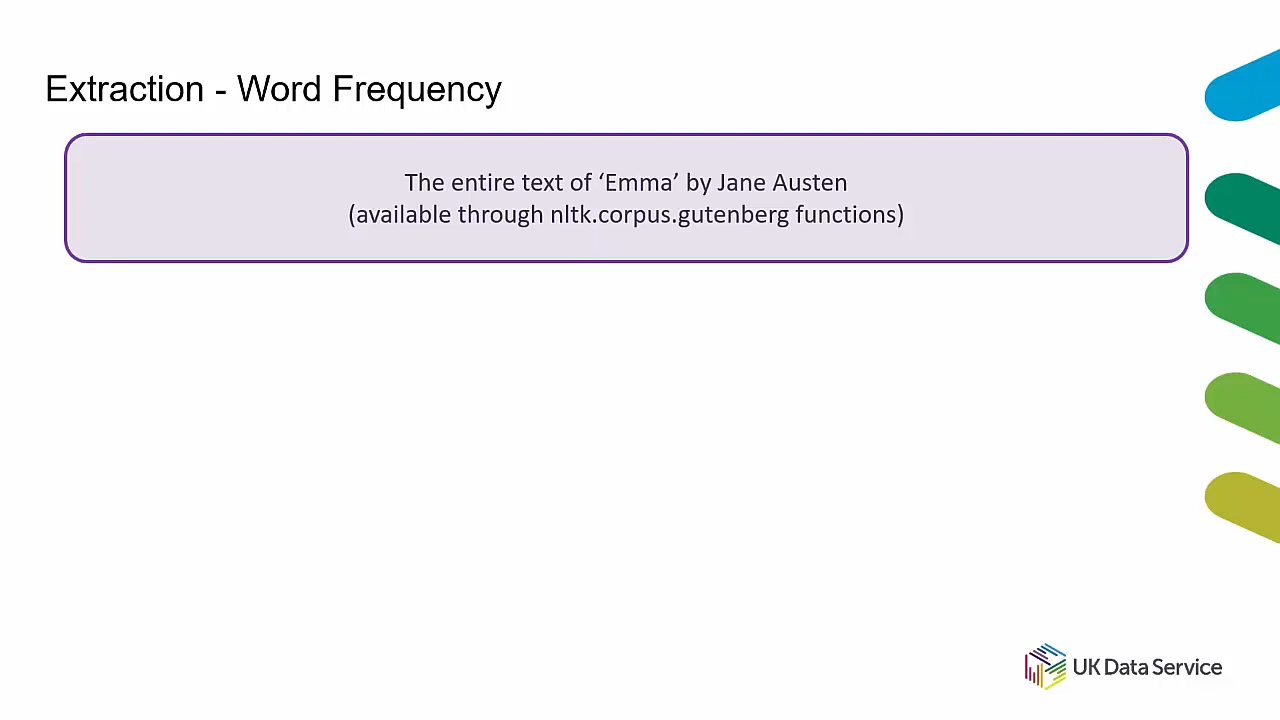 Extraction - Word Frequency
The entire text of ‘Emma’ by Jane Austen
(available through nltk.corpus.gutenberg functions)
UK Data Service